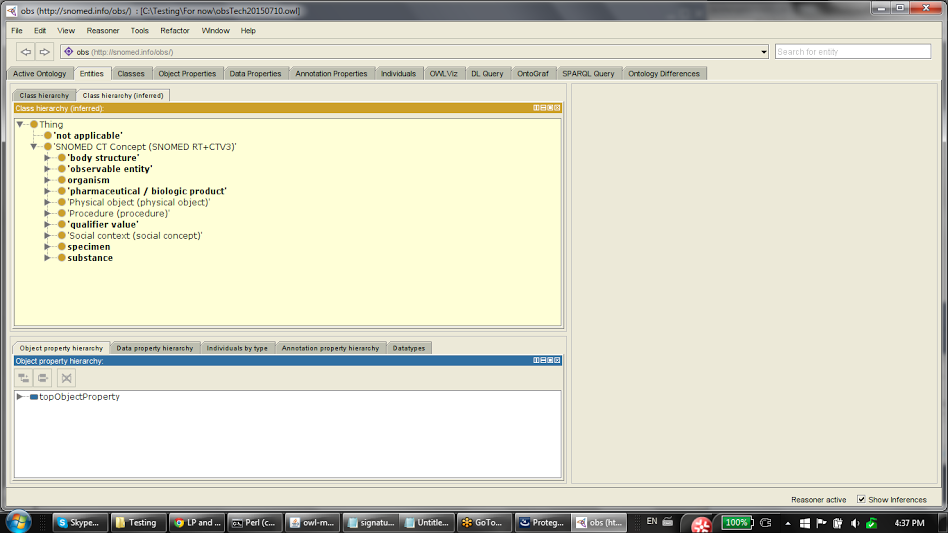 obs (http://snomed.info/obs/) : [C:\Testing\For now\obsTech20150710.owl]
File Edit View Reasoner Tools Refactor Window Help
obs (http://snomed.info/obs/) Search for entity
Active Ontology Entities Classes Object Properties Data Properties Annotation Properties Individuals OWLViz DL Query OntoGraf SPARQL Query Ontology Differences
Class hierarchy Class hierarchy (inferred)
Class hierarchy (inferred):
Thing
'not applicable'
'SNOMED CT Concept (SNOMED RT+CTV3)'
'body structure'
'observable entity'
organism
'pharmaceutical / biologic product'
'Physical object (physical object)'
'Procedure (procedure)'
'qualifier value'
'Social context (social concept)'
specimen
substance
Object property hierarchy Data property hierarchy Individuals by type Annotation property hierarchy Datatypes
Object property hierarchy:
topObjectProperty
Reasoner active Show Inferences
Skype... Testing LP and ... Perl (c... owl-m... signatu... Untitle... GoTo... Proteg... obs (ht... EN 100% 4:37 PM